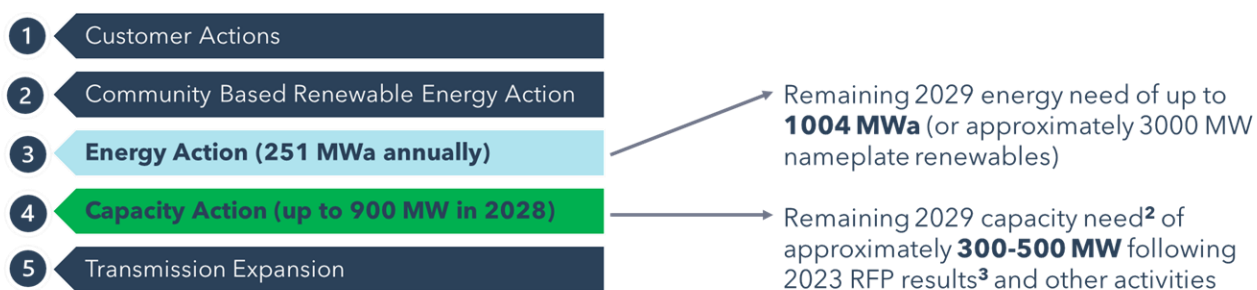 1 Customer Actions
2 Community Based Renewable Energy Action
3 Energy Action (251 MWa annually)
4 Capacity Action (up to 900 MW in 2028)
5 Transmission Expansion
Remaining 2029 energy need of up to
1004 MWa (or approximately 3000 MW
nameplate renewables)
Remaining 2029 capacity need² of
approximately 300-500 MW following
2023 RFP results³ and other activities